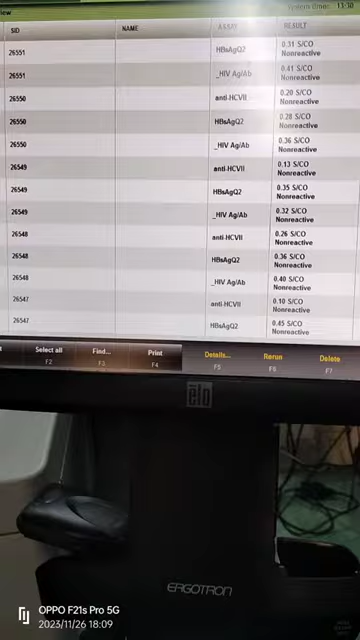 iew System time: 13:30
SID NAME ASSAY RESULT
26551 HBsAgQ2 0.31 S/CO
Nonreactive
26551 _HIV Ag/Ab 0.41 S/CO
Nonreactive
26550 anti-HCVII 0.20 S/CO
Nonreactive
26550 HBsAgQ2 0.28 S/CO
Nonreactive
26550 _HIV Ag/Ab 0.36 S/CO
Nonreactive
26549 anti-HCVII 0.13 S/CO
Nonreactive
26549 HBsAgQ2 0.35 S/CO
Nonreactive
26549 _HIV Ag/Ab 0.32 S/CO
Nonreactive
26548 anti-HCVII 0.26 S/CO
Nonreactive
26548 HBsAgQ2 0.36 S/CO
Nonreactive
26548 _HIV Ag/Ab 0.40 S/CO
Nonreactive
26547 anti-HCVII 0.10 S/CO
Nonreactive
26547 HBsAgQ2 0.45 S/CO
Nonreactive
Select all Find... Print Details... Rerun Delete
F2 F3 F4 F5 F6 F7
elo
ERGOTRON
OPPO F21s Pro 5G
2023/11/26 18:09